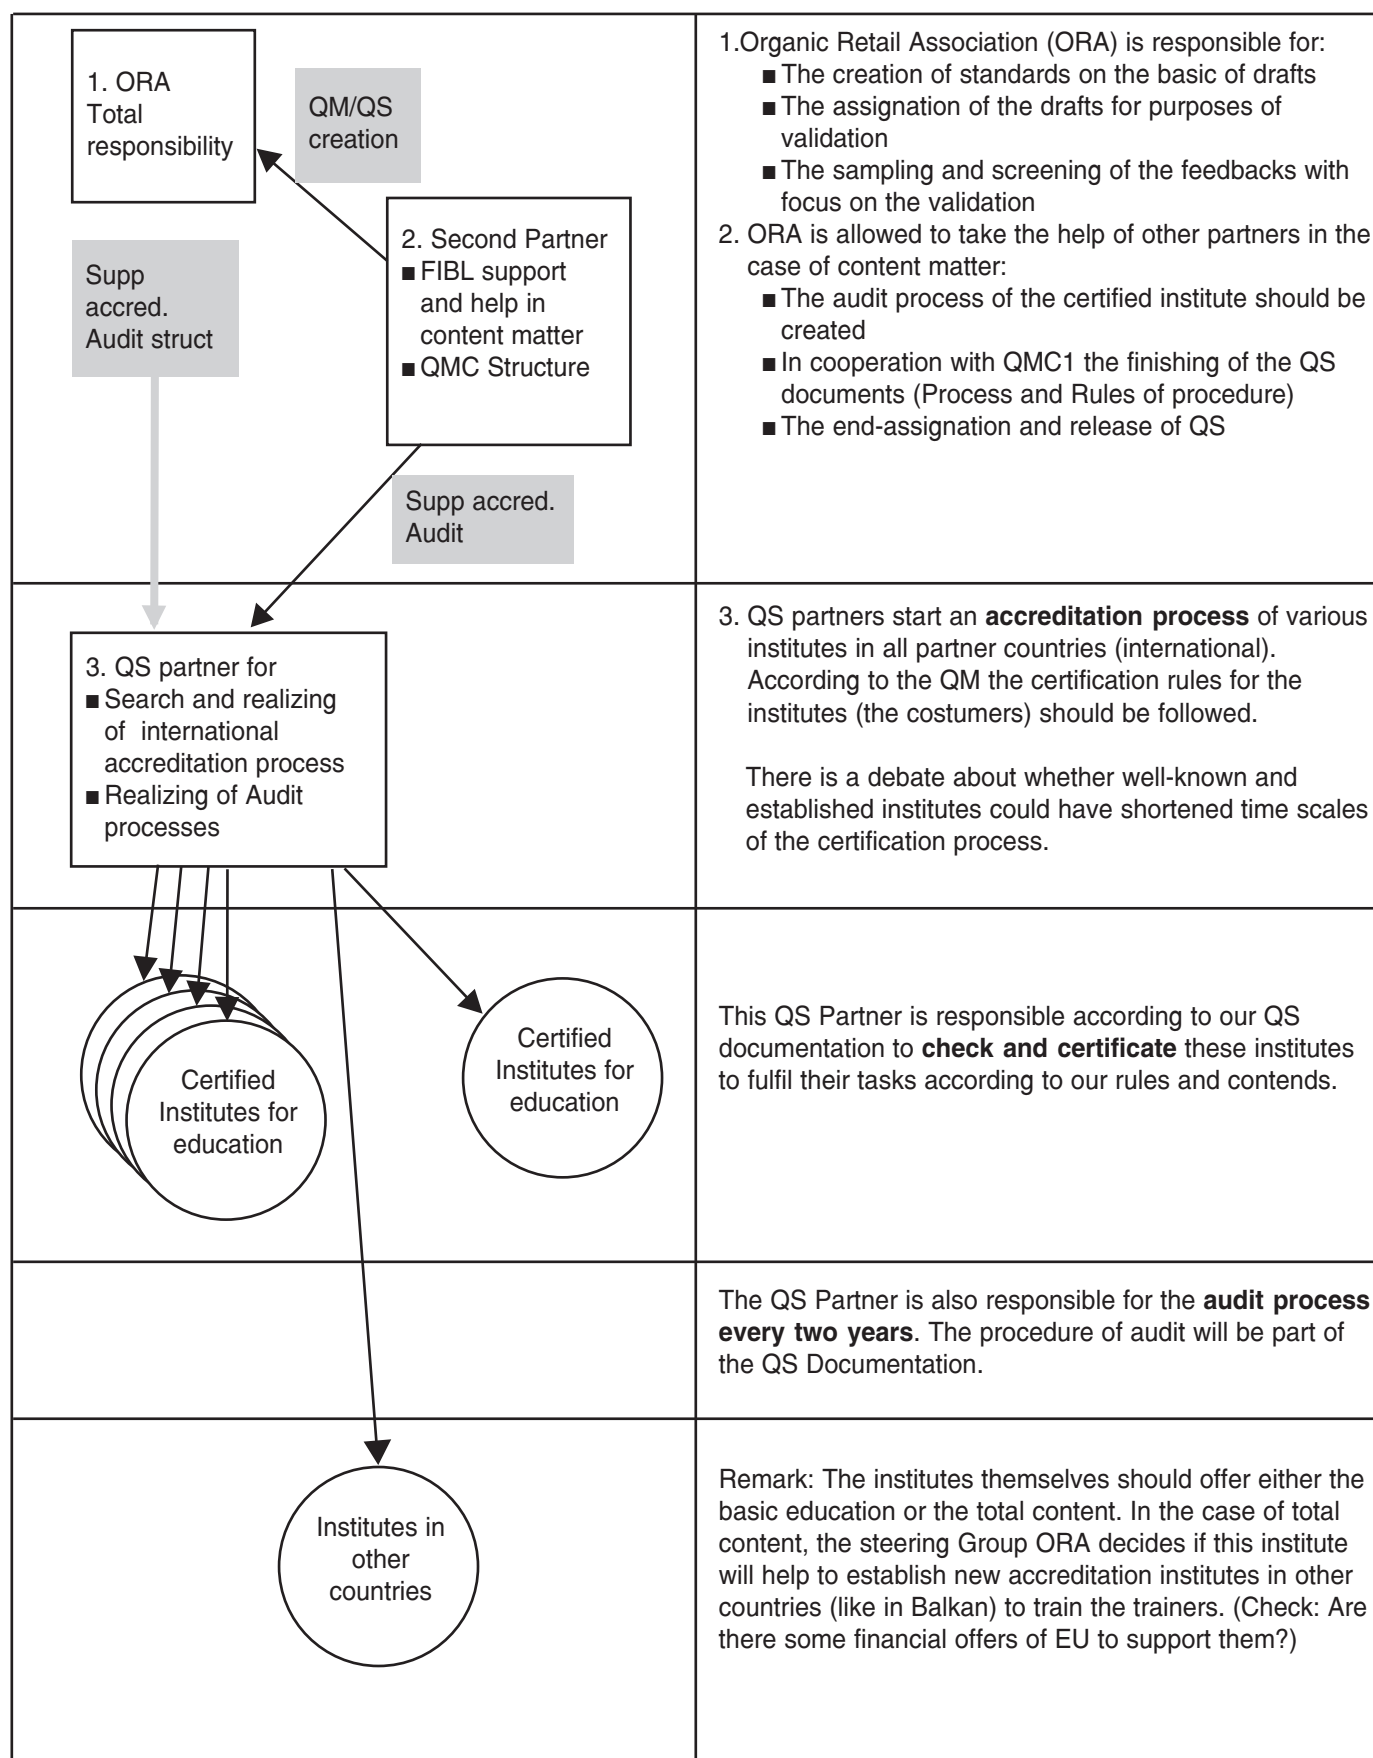 1. ORA
Total
responsibility
QM/QS
creation
2. Second Partner
■ FIBL support
and help in
content matter
■ QMC Structure
Supp
accred.
Audit struct
Supp accred.
Audit
1.Organic Retail Association (ORA) is responsible for:
■ The creation of standards on the basic of drafts
■ The assignation of the drafts for purposes of
validation
■ The sampling and screening of the feedbacks with
focus on the validation
2. ORA is allowed to take the help of other partners in the
case of content matter:
■ The audit process of the certified institute should be
created
■ In cooperation with QMC1 the finishing of the QS
documents (Process and Rules of procedure)
■ The end-assignation and release of QS
3. QS partner for
■ Search and realizing
of international
accreditation process
■ Realizing of Audit
processes
3. QS partners start an accreditation process of various
institutes in all partner countries (international).
According to the QM the certification rules for the
institutes (the costumers) should be followed.
There is a debate about whether well-known and
established institutes could have shortened time scales
of the certification process.
Certified
Institutes for
education
Certified
Institutes for
education
This QS Partner is responsible according to our QS
documentation to check and certificate these institutes
to fulfil their tasks according to our rules and contends.
The QS Partner is also responsible for the audit process
every two years. The procedure of audit will be part of
the QS Documentation.
Institutes in
other
countries
Remark: The institutes themselves should offer either the
basic education or the total content. In the case of total
content, the steering Group ORA decides if this institute
will help to establish new accreditation institutes in other
countries (like in Balkan) to train the trainers. (Check: Are
there some financial offers of EU to support them?)